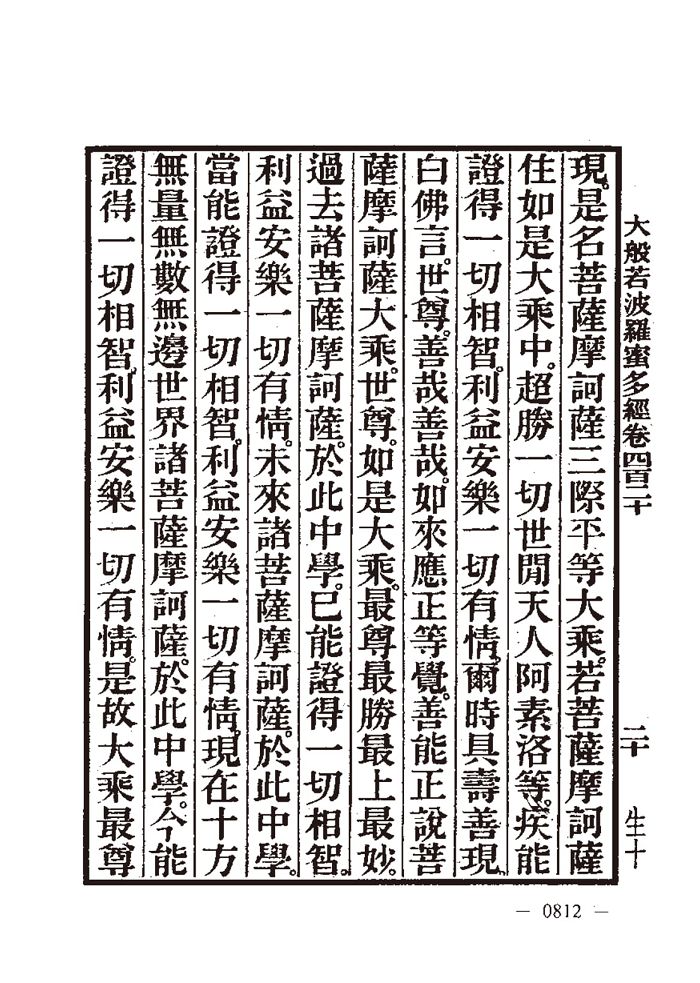 大般若波羅蜜多經卷四百二十
二十
生十
現。是名菩薩摩訶薩三際平等大乘。若菩薩摩訶薩
住如是大乘中。超勝一切世閒天人阿素洛等。疾能
證得一切相智。利益安樂一切有情。爾時具壽善現。
白佛言。世尊。善哉善哉。如來應正等覺。善能正說菩
薩摩訶薩大乘。世尊。如是大乘。最尊最勝最上最妙。
過去諸菩薩摩訶薩。於此中學。已能證得一切相智。
利益安樂一切有情。未來諸菩薩摩訶薩。於此中學。
當能證得一切相智。利益安樂一切有情。現在十方
無量無數無邊世界諸菩薩摩訶薩。於此中學。今能
證得一切相智。利益安樂一切有情。是故大乘最尊
— 0812 —